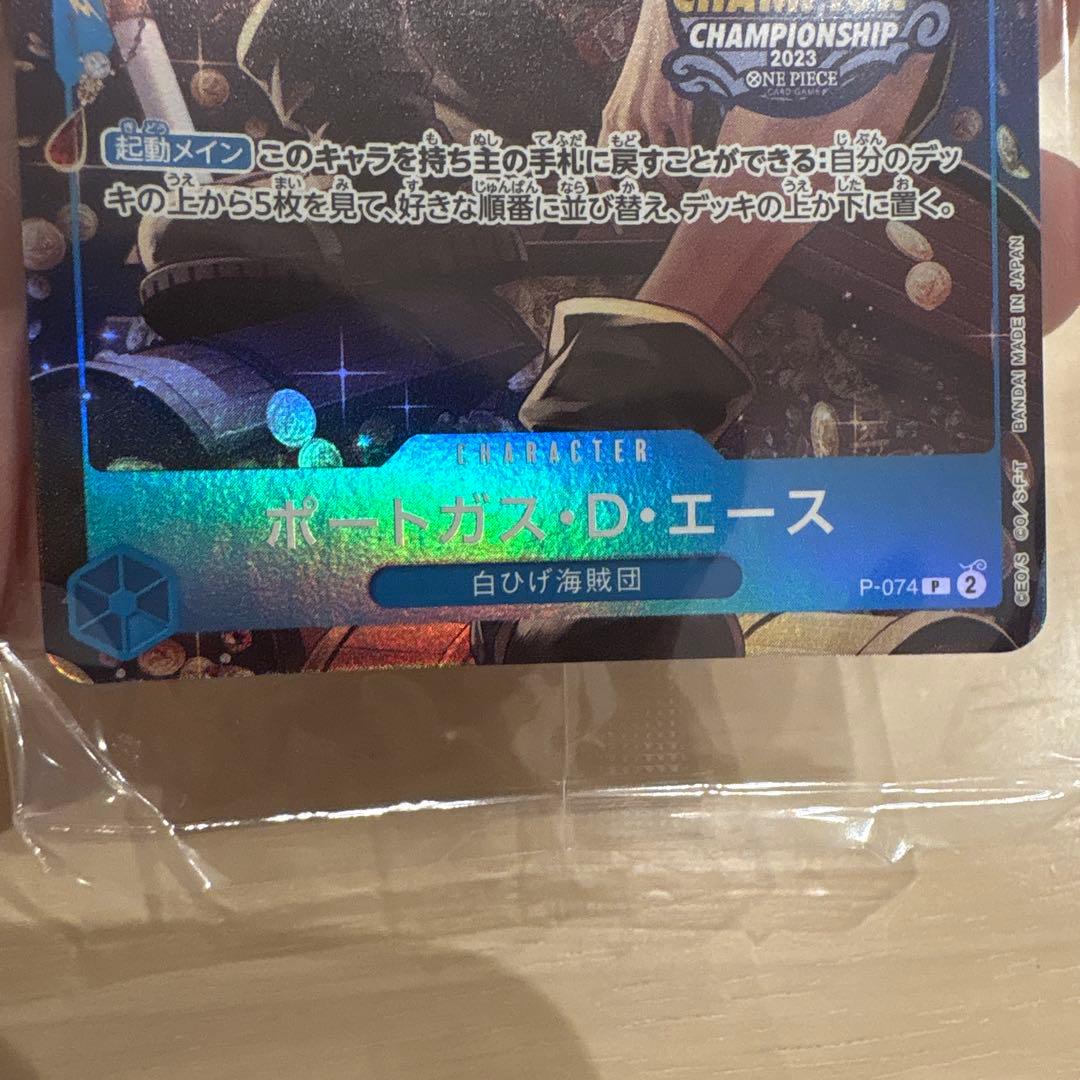 CHAMPIONSHIP
2023
ONE PIECE
CARD GAME
起動メイン このキャラを持ち主の手札に戻すことができる：自分のデッ
キの上から5枚を見て、好きな順番に並び替え、デッキの上か下に置く。
CHARACTER
ポートガス・D・エース
白ひげ海賊団
P-074 P 2
©EO/S ©O/S･F･T BANDAI MADE IN JAPAN